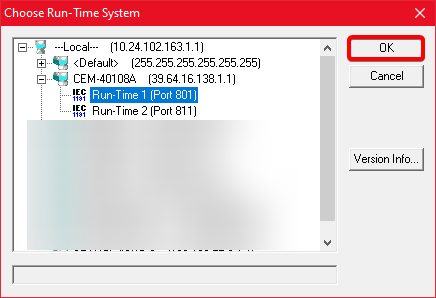 Choose Run-Time System
---Local--- (10.24.102.163.1.1)
<Default> (255.255.255.255.255.255)
CEM-40108A (39.64.16.138.1.1)
IEC 1131 Run-Time 1 (Port 801)
IEC 1131 Run-Time 2 (Port 811)
OK
Cancel
Version Info...